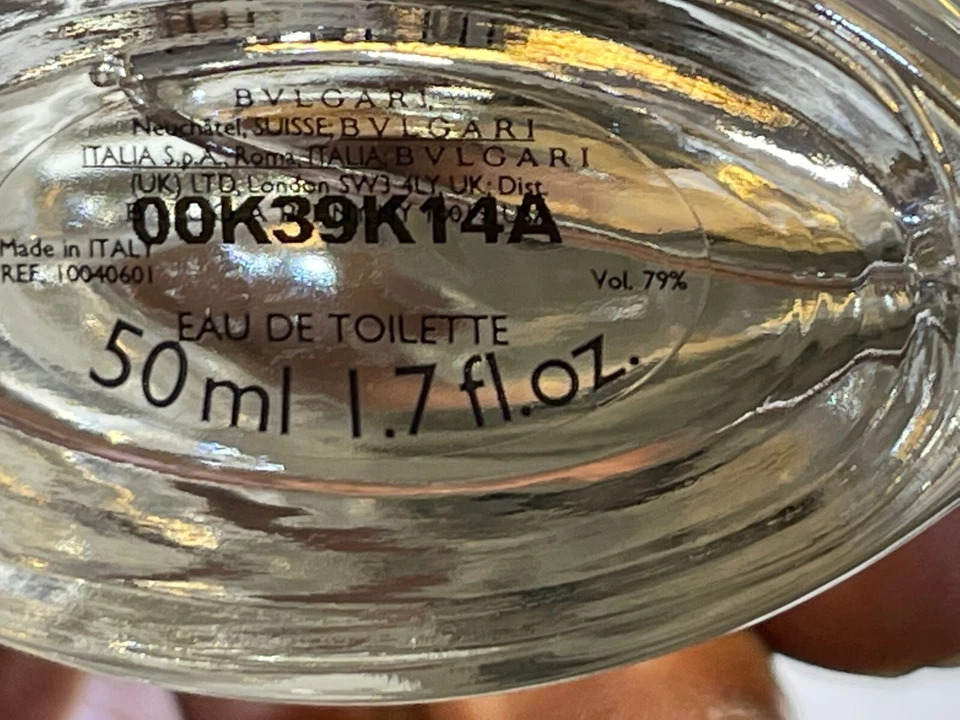 BVLGARI,
Neuchâtel, SUISSE, BVLGARI
ITALIA S.p.A., Roma, ITALIA, BVLGARI
(UK) LTD, London SW3 4LY, UK; Dist.
00K39K14A
Made in ITALY
REF. 10040601
Vol. 79%
EAU DE TOILETTE
50 ml 1.7 fl.oz.